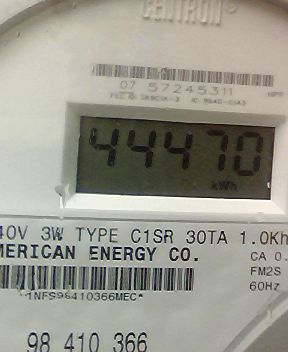 CENTRON®
07 57245311
44470
kWh
40V 3W TYPE C1SR 30TA 1.0Kh
MERICAN ENERGY CO.
CA 0.
FM2S
60Hz
*1NFS98410366MEC*
98 410 366